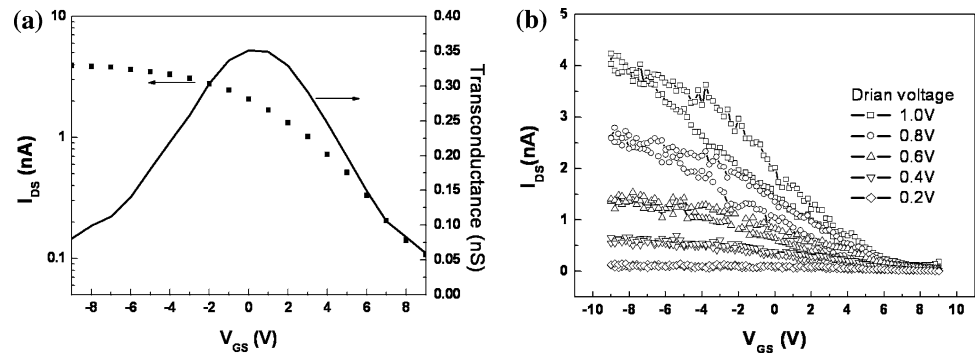 (a)
10
1
0.1
I_DS (nA)
0.40
0.35
0.30
0.25
0.20
0.15
0.10
0.05
0.00
Transconductance (nS)
-8 -6 -4 -2 0 2 4 6 8
V_GS (V)
(b)
5
4
3
2
1
0
I_DS(nA)
Drian voltage
1.0V
0.8V
0.6V
0.4V
0.2V
-10 -8 -6 -4 -2 0 2 4 6 8 10
V_GS (V)